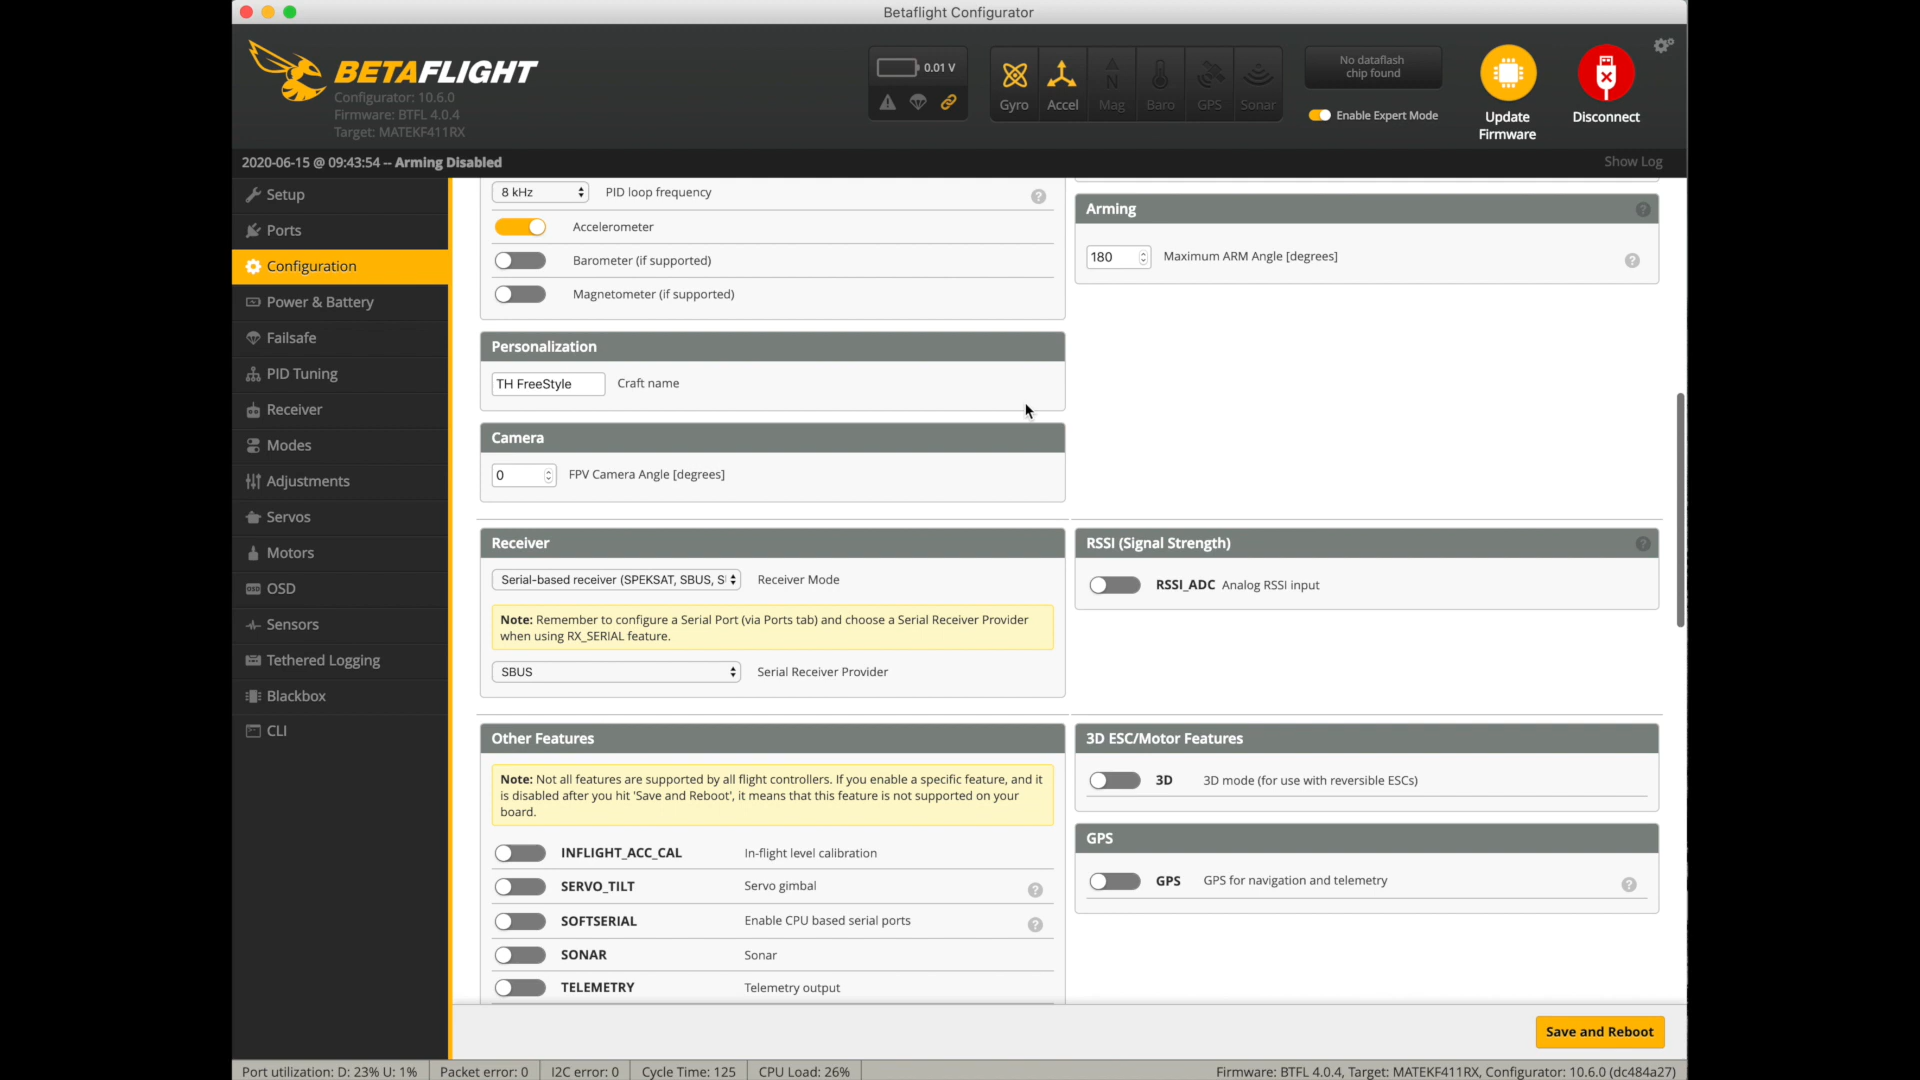 Betaflight Configurator
BETAFLIGHT
Configurator: 10.6.0
Firmware: BTFL 4.0.4
Target: MATEKF411RX
0.01 V
Gyro
Accel
N
Mag
Baro
GPS
Sonar
No dataflash
chip found
Enable Expert Mode
Update
Firmware
Disconnect
2020-06-15 @ 09:43:54 -- Arming Disabled
Show Log
Setup
Ports
Configuration
Power & Battery
Failsafe
PID Tuning
Receiver
Modes
Adjustments
Servos
Motors
OSD
Sensors
Tethered Logging
Blackbox
CLI
8 kHz
PID loop frequency
?
Accelerometer
Barometer (if supported)
Magnetometer (if supported)
Arming
?
180
Maximum ARM Angle [degrees]
?
Personalization
TH FreeStyle
Craft name
Camera
0
FPV Camera Angle [degrees]
Receiver
Serial-based receiver (SPEKSAT, SBUS, S
Receiver Mode
Note: Remember to configure a Serial Port (via Ports tab) and choose a Serial Receiver Provider
when using RX_SERIAL feature.
SBUS
Serial Receiver Provider
RSSI (Signal Strength)
?
RSSI_ADC Analog RSSI input
Other Features
Note: Not all features are supported by all flight controllers. If you enable a specific feature, and it
is disabled after you hit 'Save and Reboot', it means that this feature is not supported on your
board.
INFLIGHT_ACC_CAL
In-flight level calibration
SERVO_TILT
Servo gimbal
?
SOFTSERIAL
Enable CPU based serial ports
?
SONAR
Sonar
TELEMETRY
Telemetry output
3D ESC/Motor Features
3D
3D mode (for use with reversible ESCs)
GPS
GPS
GPS for navigation and telemetry
?
Save and Reboot
Port utilization: D: 23% U: 1%
Packet error: 0
I2C error: 0
Cycle Time: 125
CPU Load: 26%
Firmware: BTFL 4.0.4, Target: MATEKF411RX, Configurator: 10.6.0 (dc484a27)